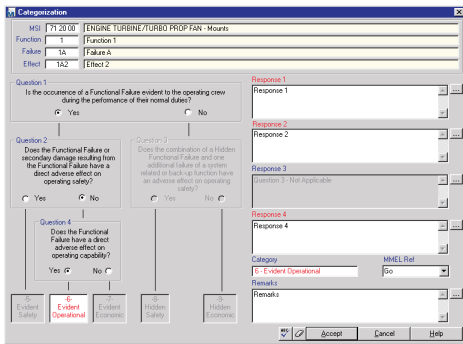 Categorization
MSI 71 20 00 ENGINE TURBINE/TURBO PROP FAN - Mounts
Function 1 Function 1
Failure 1A Failure A
Effect 1A2 Effect 2
Question 1
Is the occurrence of a Functional Failure evident to the operating crew
during the performance of their normal duties?
Yes No
Question 2
Does the Functional Failure or
secondary damage resulting from
the Functional Failure have a
direct adverse effect on
operating safety?
Yes No
Question 3
Does the combination of a Hidden
Functional Failure and one
additional failure of a system
related or back-up function have
an adverse effect on operating
safety?
Yes No
Question 4
Does the Functional
Failure have a direct
adverse effect on
operating capability?
Yes No
-5-
Evident
Safety
-6-
Evident
Operational
-7-
Evident
Economic
-8-
Hidden
Safety
-9-
Hidden
Economic
Response 1
Response 1
Response 2
Response 2
Response 3
Question 3 - Not Applicable
Response 4
Response 4
Category MMEL Ref
6 - Evident Operational Go
Remarks
Remarks
Accept Cancel Help